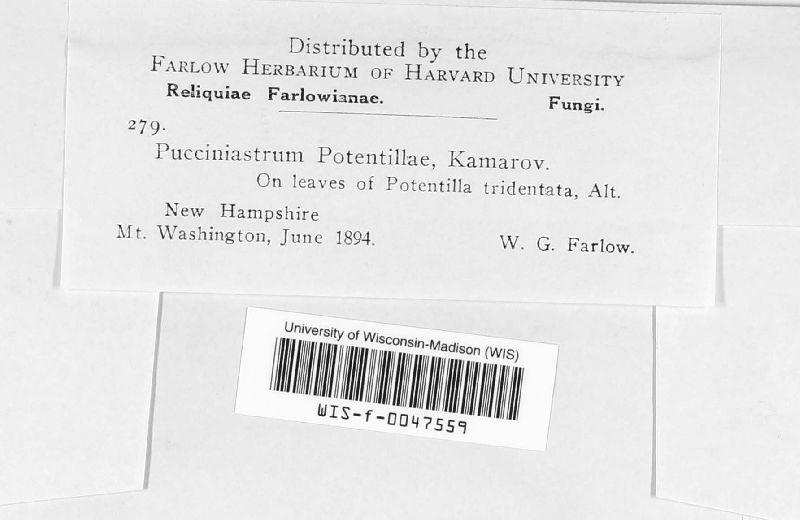 Distributed by the
FARLOW HERBARIUM OF HARVARD UNIVERSITY
Reliquiae Farlowianae. Fungi.
279.
Pucciniastrum Potentillae, Kamarov.
On leaves of Potentilla tridentata, Alt.
New Hampshire
Mt. Washington, June 1894. W. G. Farlow.
University of Wisconsin-Madison (WIS)
WIS-f-0047559